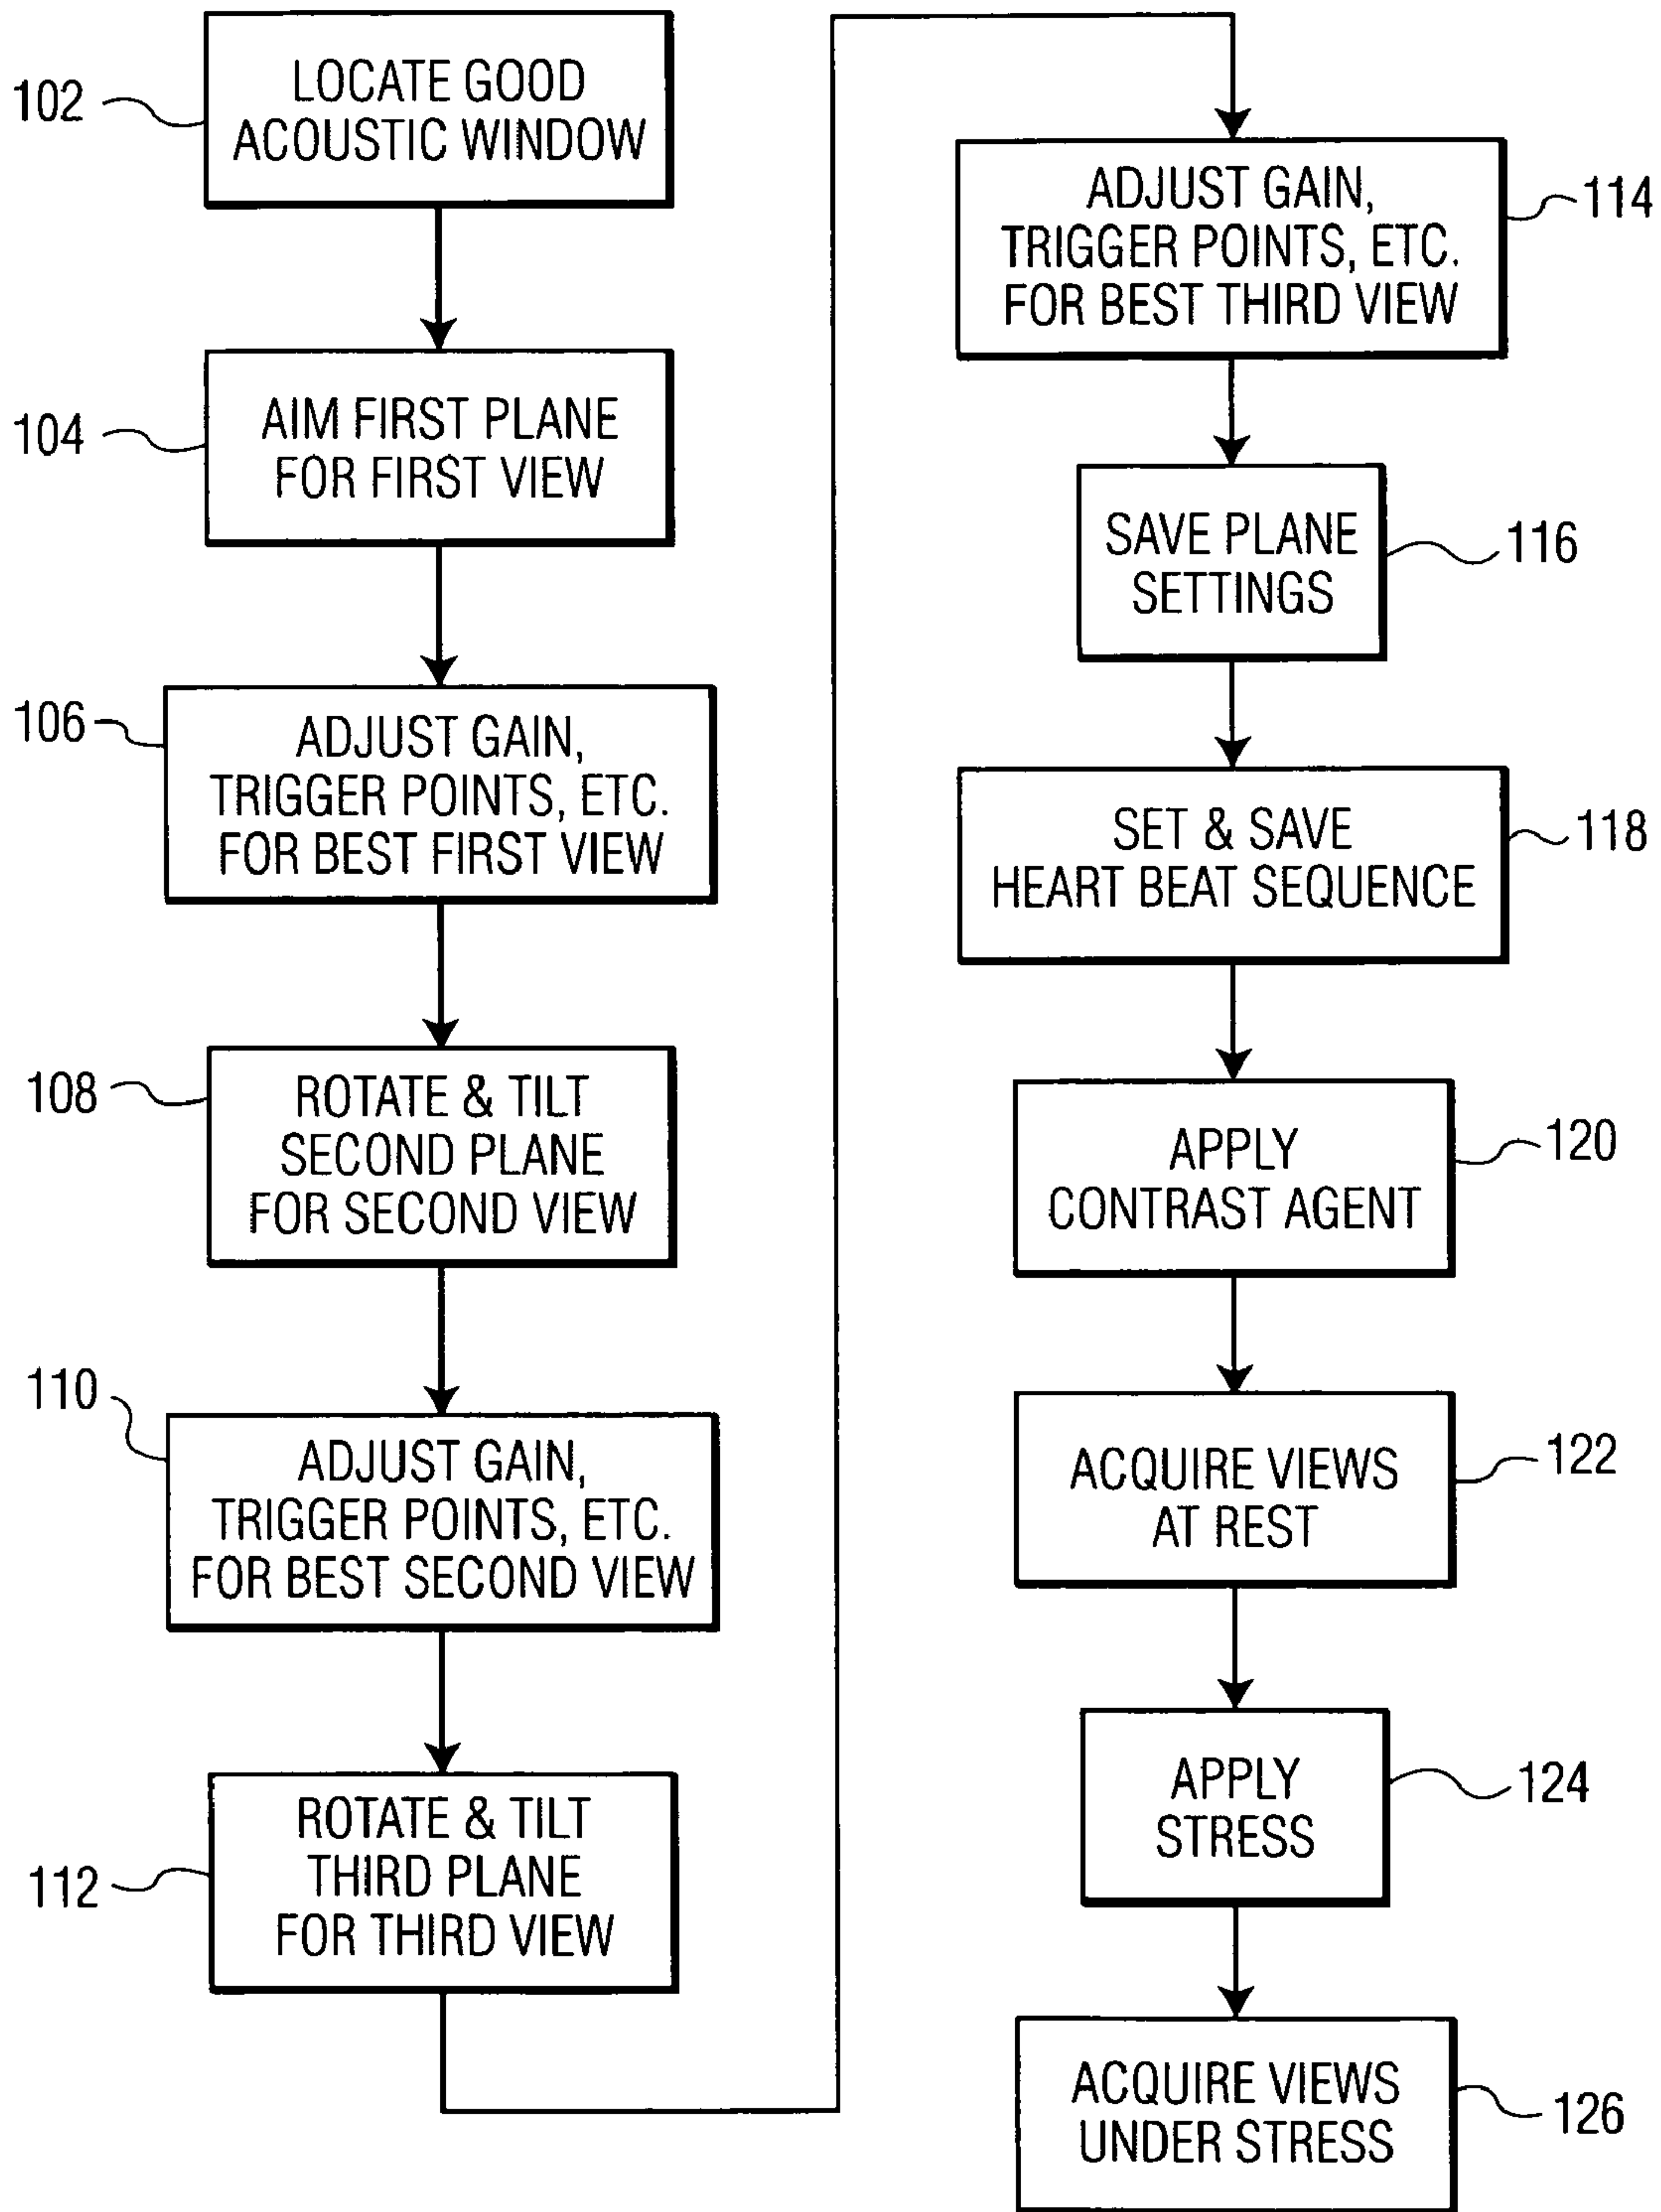 102
LOCATE GOOD
ACOUSTIC WINDOW
104
AIM FIRST PLANE
FOR FIRST VIEW
106
ADJUST GAIN,
TRIGGER POINTS, ETC.
FOR BEST FIRST VIEW
108
ROTATE & TILT
SECOND PLANE
FOR SECOND VIEW
110
ADJUST GAIN,
TRIGGER POINTS, ETC.
FOR BEST SECOND VIEW
112
ROTATE & TILT
THIRD PLANE
FOR THIRD VIEW
ADJUST GAIN,
TRIGGER POINTS, ETC.
FOR BEST THIRD VIEW
114
SAVE PLANE
SETTINGS
116
SET & SAVE
HEART BEAT SEQUENCE
118
APPLY
CONTRAST AGENT
120
ACQUIRE VIEWS
AT REST
122
APPLY
STRESS
124
ACQUIRE VIEWS
UNDER STRESS
126